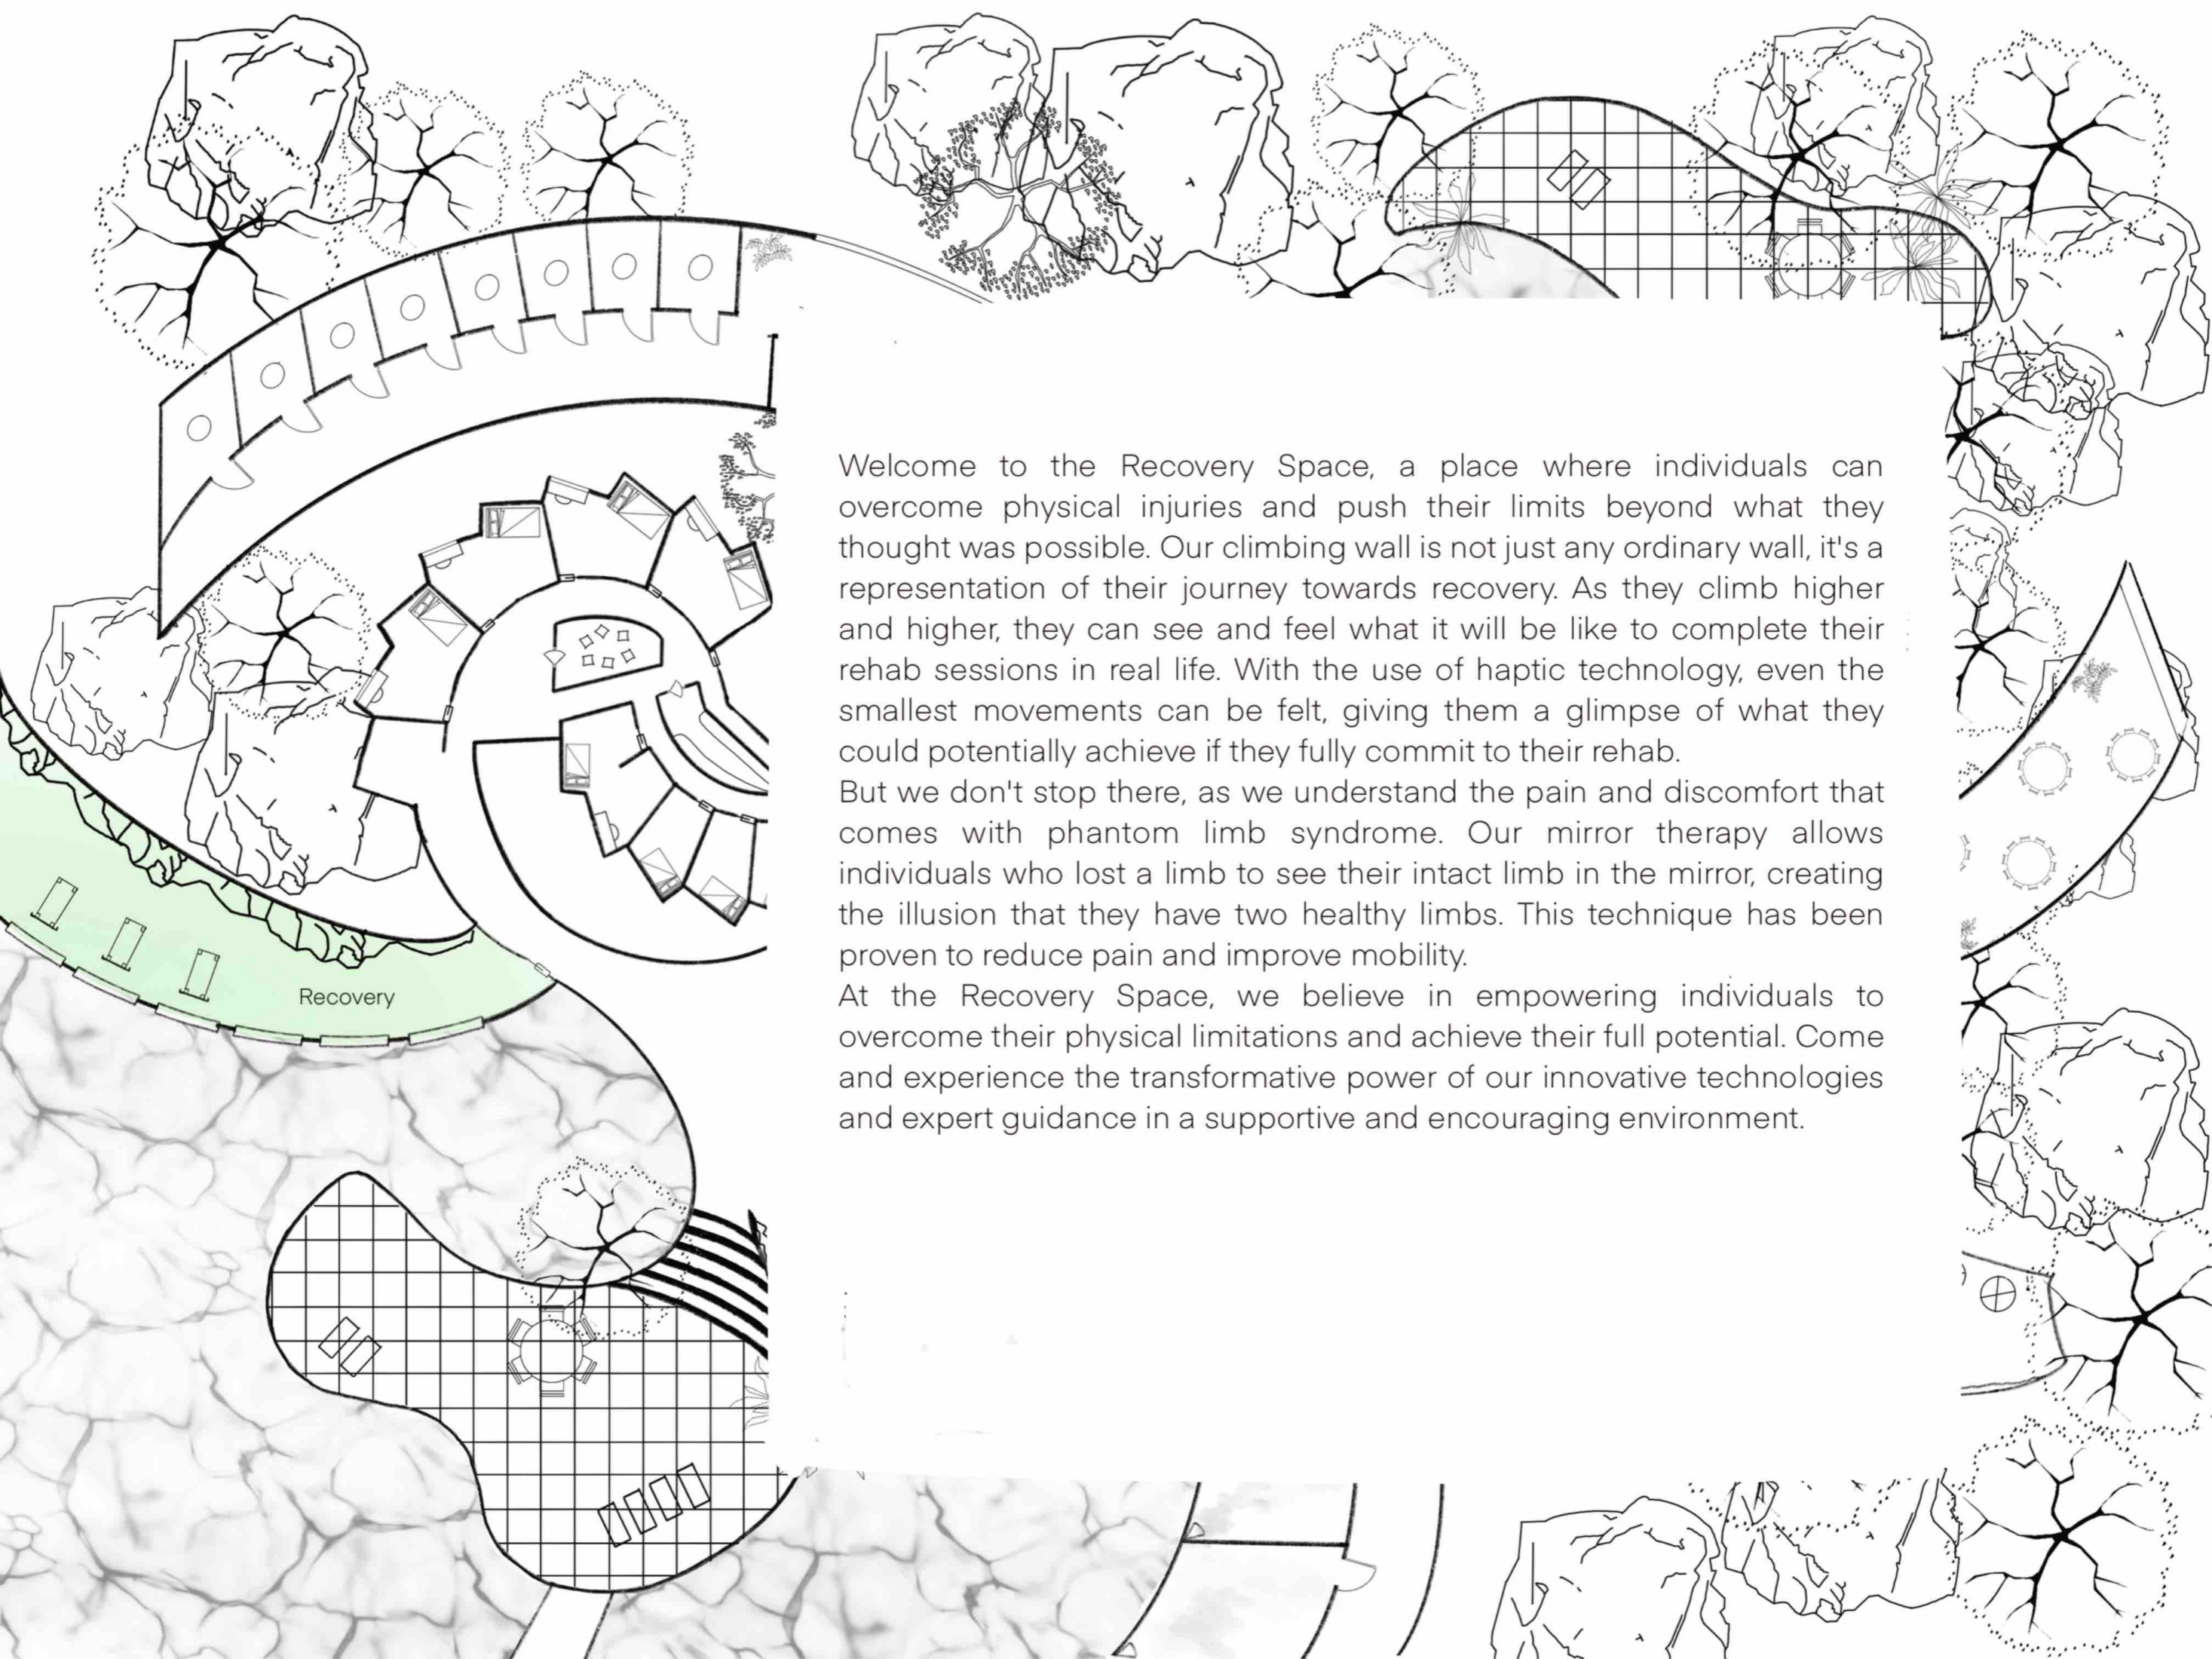 Welcome to the Recovery Space, a place where individuals can
overcome physical injuries and push their limits beyond what they
thought was possible. Our climbing wall is not just any ordinary wall, it's a
representation of their journey towards recovery. As they climb higher
and higher, they can see and feel what it will be like to complete their
rehab sessions in real life. With the use of haptic technology, even the
smallest movements can be felt, giving them a glimpse of what they
could potentially achieve if they fully commit to their rehab.
But we don't stop there, as we understand the pain and discomfort that
comes with phantom limb syndrome. Our mirror therapy allows
individuals who lost a limb to see their intact limb in the mirror, creating
the illusion that they have two healthy limbs. This technique has been
proven to reduce pain and improve mobility.
At the Recovery Space, we believe in empowering individuals to
overcome their physical limitations and achieve their full potential. Come
and experience the transformative power of our innovative technologies
and expert guidance in a supportive and encouraging environment.
Recovery